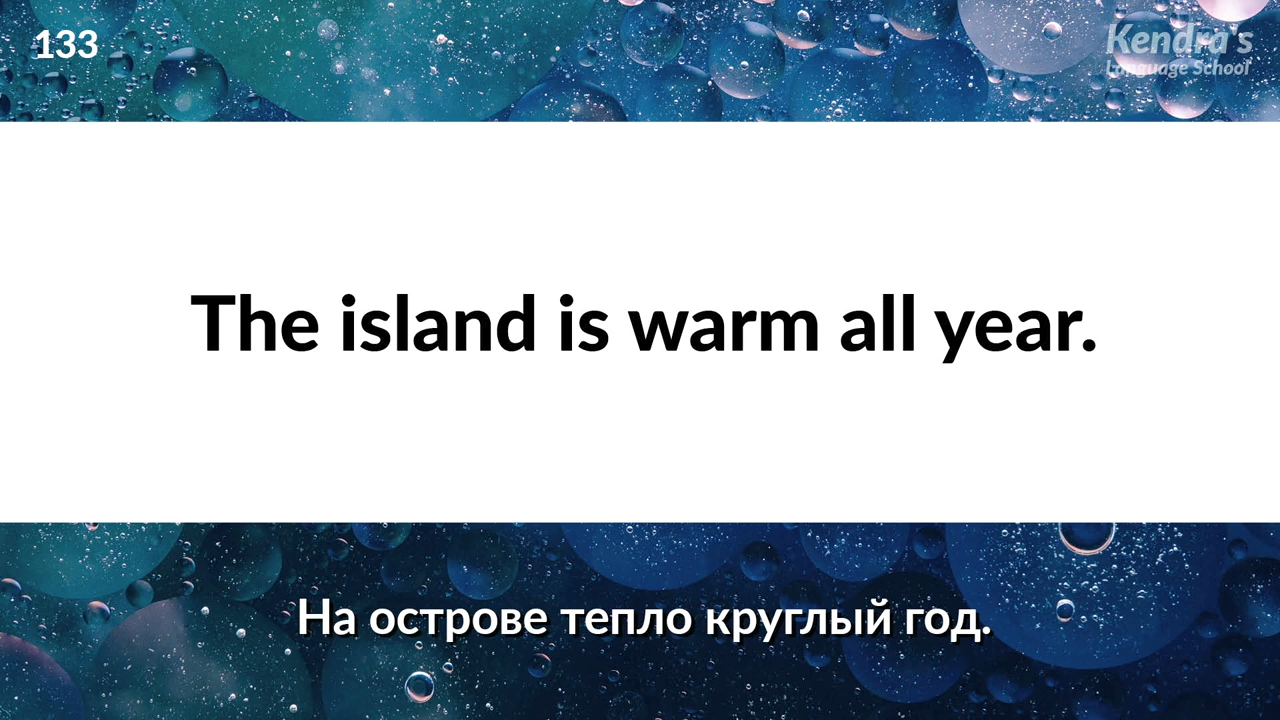 133
Kendra's
Language School
The island is warm all year.
На острове тепло круглый год.